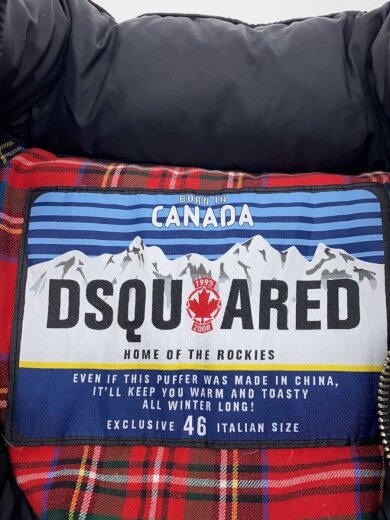 BORN IN
CANADA
1995
DSQU ARED
2008
HOME OF THE ROCKIES
EVEN IF THIS PUFFER WAS MADE IN CHINA,
IT'LL KEEP YOU WARM AND TOASTY
ALL WINTER LONG!
EXCLUSIVE 46 ITALIAN SIZE